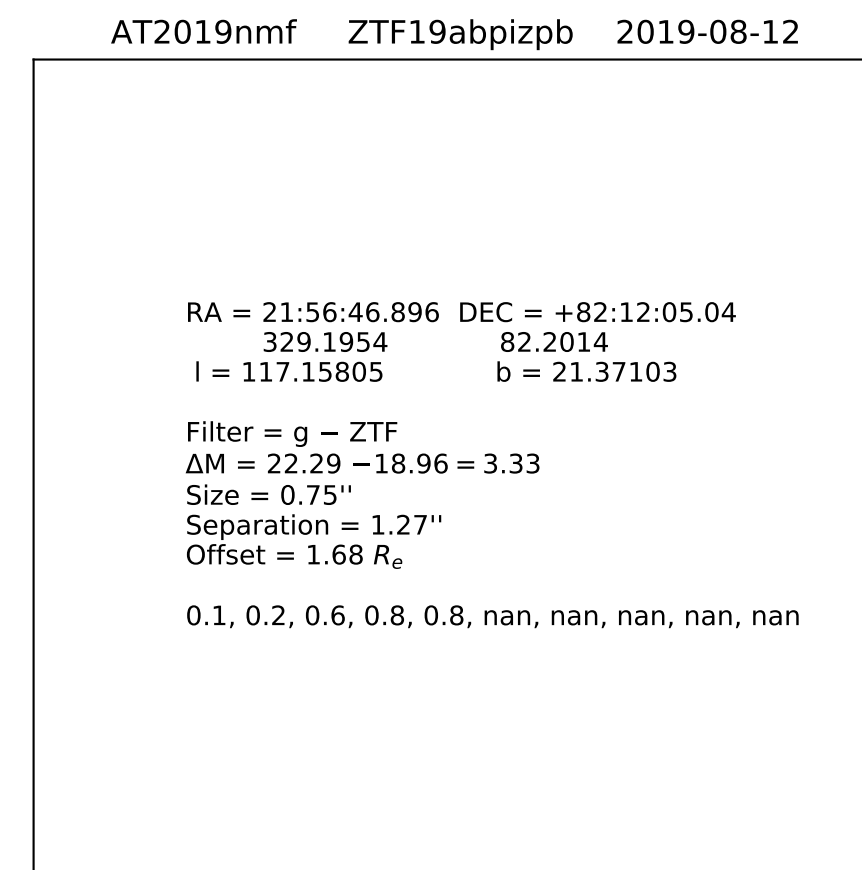 AT2019nmf ZTF19abpizpb 2019-08-12
RA = 21:56:46.896 DEC = +82:12:05.04
329.1954 82.2014
l = 117.15805 b = 21.37103
Filter = g − ZTF
ΔM = 22.29 −18.96 = 3.33
Size = 0.75''
Separation = 1.27''
Offset = 1.68 Re
0.1, 0.2, 0.6, 0.8, 0.8, nan, nan, nan, nan, nan